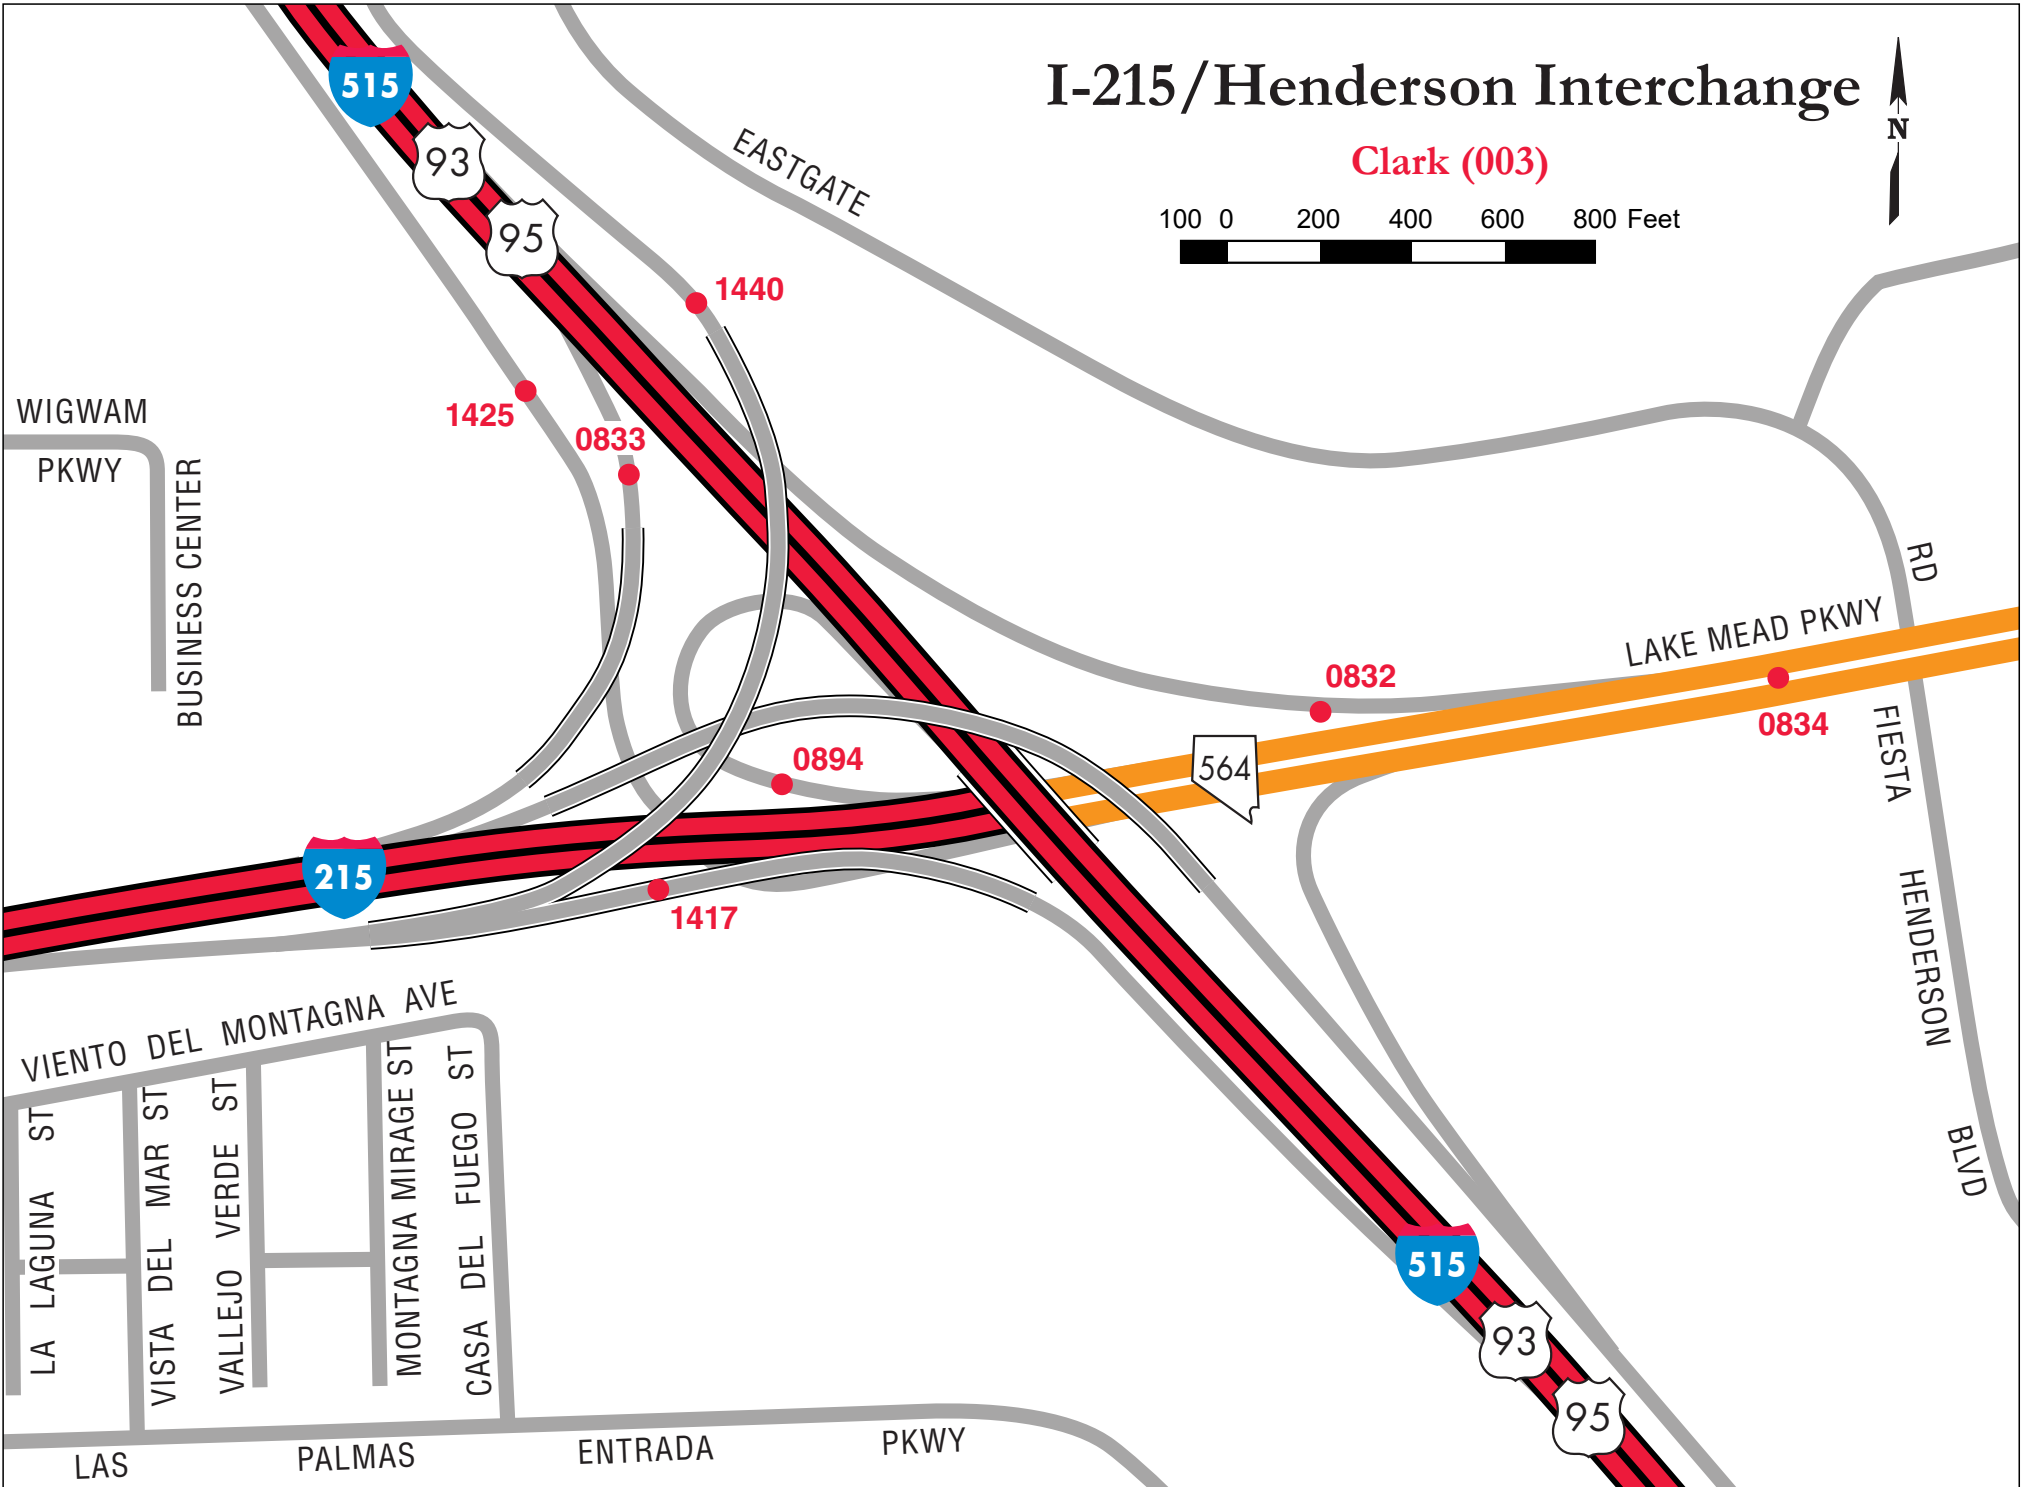 I-215/Henderson Interchange
N
Clark (003)
100 0 200 400 600 800 Feet
515
93
95
EASTGATE
RD
1440
1425
0833
WIGWAM
PKWY
BUSINESS CENTER
LAKE MEAD PKWY
0832
0834
564
0894
FIESTA
HENDERSON
BLVD
215
1417
VIENTO DEL MONTAGNA AVE
LA LAGUNA ST
VISTA DEL MAR ST
VALLEJO VERDE ST
MONTAGNA MIRAGE ST
CASA DEL FUEGO ST
515
93
95
LAS PALMAS ENTRADA PKWY